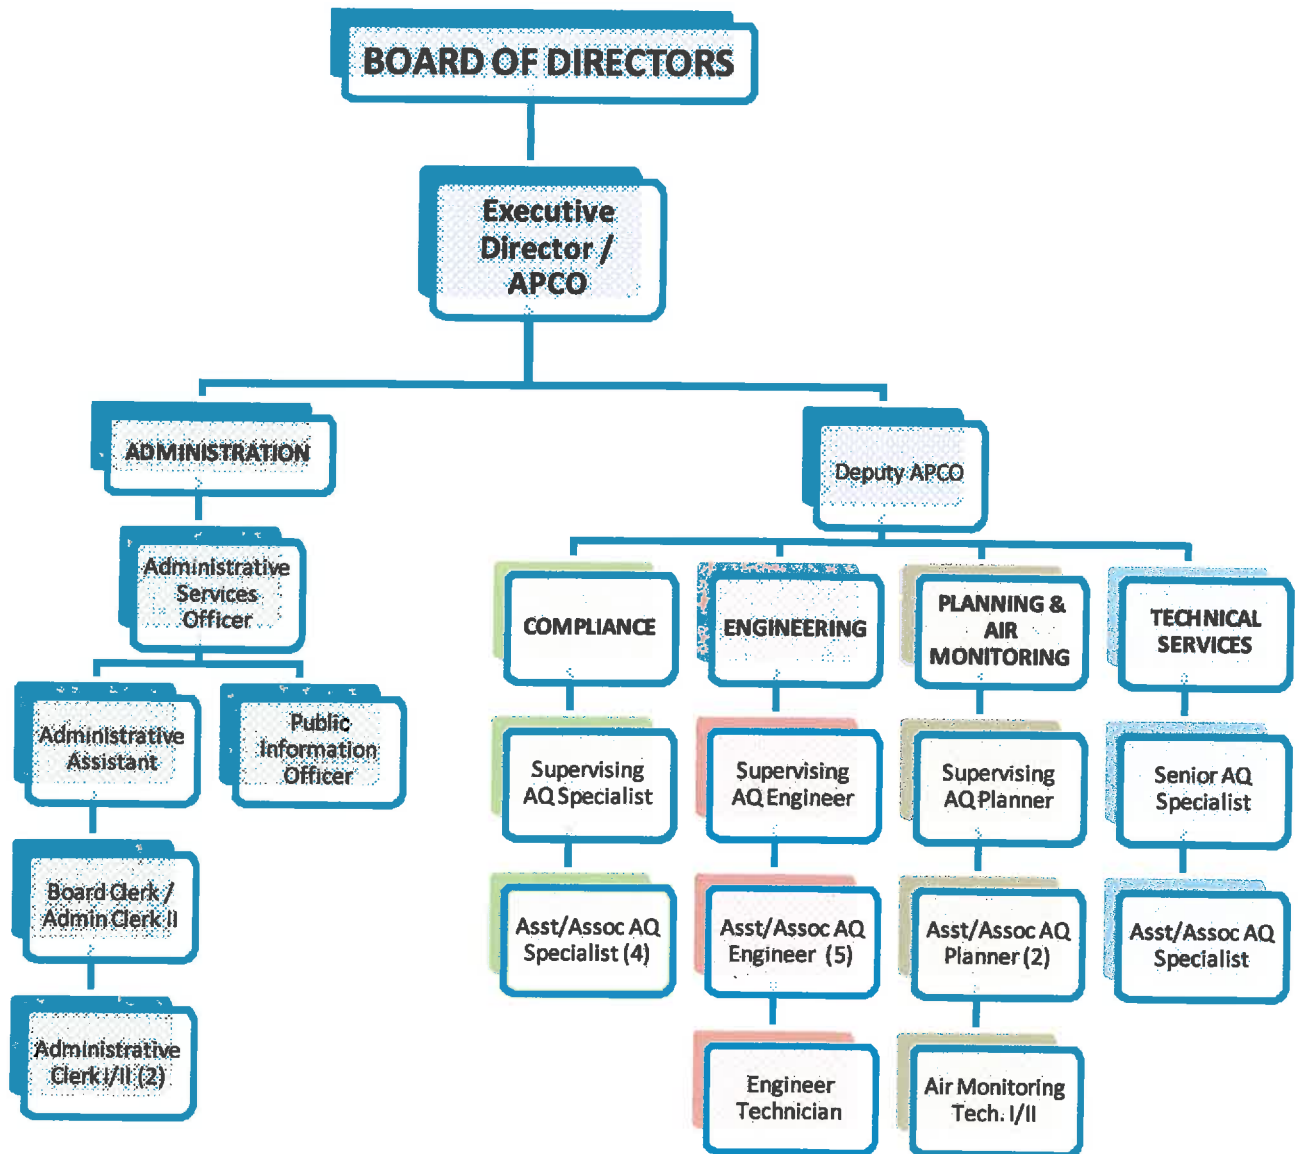 BOARD OF DIRECTORS
Executive
Director /
APCO
ADMINISTRATION
Deputy APCO
Administrative
Services
Officer
Administrative
Assistant
Public
Information
Officer
Board Clerk /
Admin Clerk II
Administrative
Clerk I/II (2)
COMPLIANCE
ENGINEERING
PLANNING &
AIR
MONITORING
TECHNICAL
SERVICES
Supervising
AQ Specialist
Supervising
AQ Engineer
Supervising
AQ Planner
Senior AQ
Specialist
Asst/Assoc AQ
Specialist (4)
Asst/Assoc AQ
Engineer (5)
Asst/Assoc AQ
Planner (2)
Asst/Assoc AQ
Specialist
Engineer
Technician
Air Monitoring
Tech. I/II